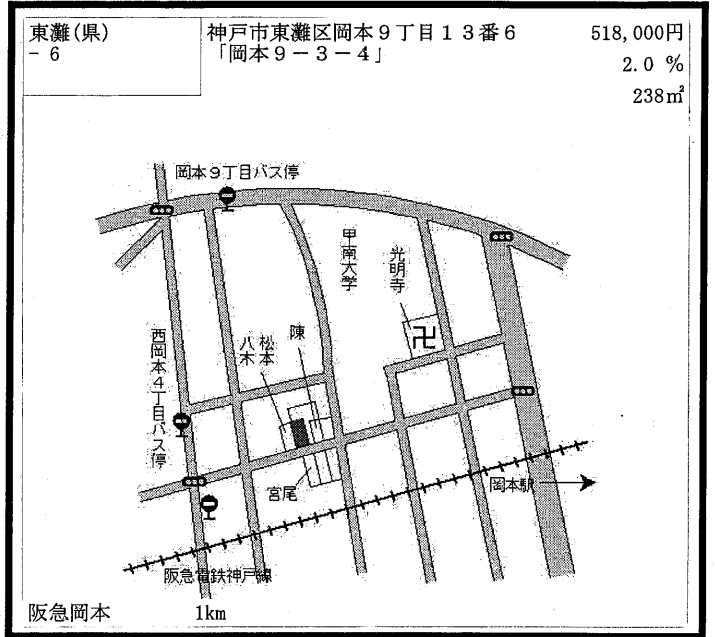 東灘(県)
- 6
神戸市東灘区岡本9丁目13番6
「岡本9-3-4」
518,000円
2.0 %
238㎡
岡本9丁目バス停
甲南大学
光明寺
卍
西岡本4丁目バス停
八木
松本
陳
宮尾
岡本駅
阪急電鉄神戸線
阪急岡本 1km